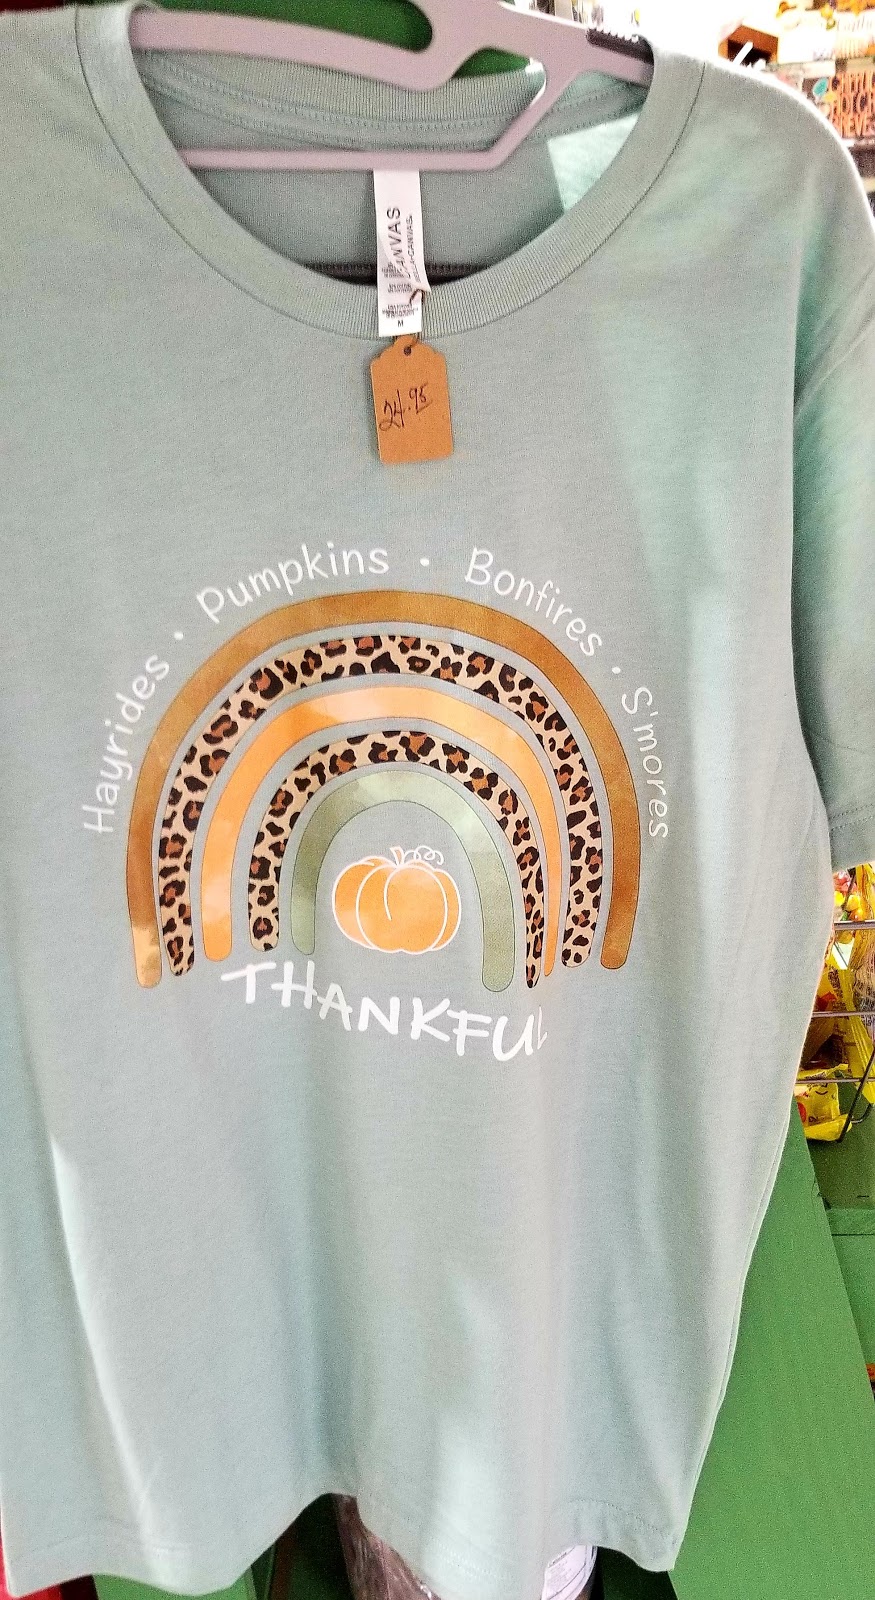 CANVAS
M
24.95
Hayrides · Pumpkins · Bonfires · S'mores
THANKFUL